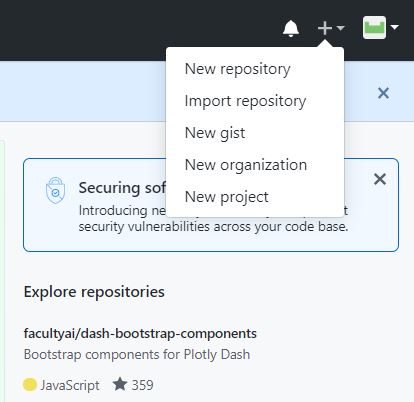 New repository
Import repository
New gist
New organization
New project
Securing sof
Introducing ne
t
security vulnerabilities across your code base.
Explore repositories
facultyai/dash-bootstrap-components
Bootstrap components for Plotly Dash
JavaScript 359